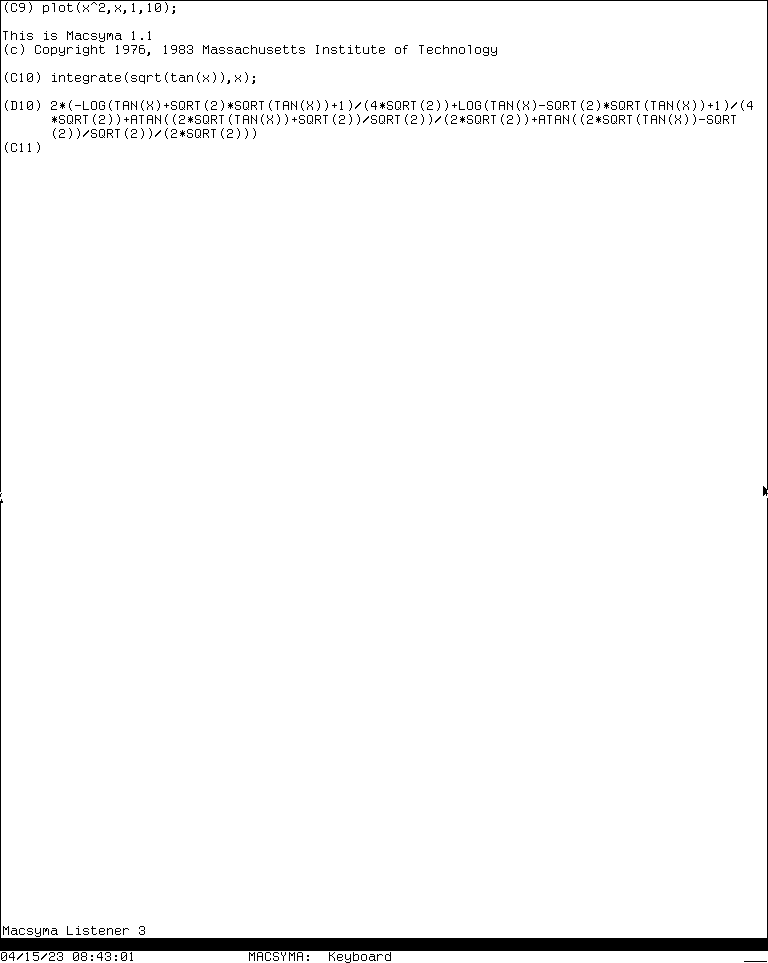 (C9) plot(x^2,x,1,10);
This is Macsyma 1.1
(c) Copyright 1976, 1983 Massachusetts Institute of Technology
(C10) integrate(sqrt(tan(x)),x);
(D10) 2*(-LOG(TAN(X)+SQRT(2)*SQRT(TAN(X))+1)/(4*SQRT(2))+LOG(TAN(X)-SQRT(2)*SQRT(TAN(X))+1)/(4
*SQRT(2))+ATAN((2*SQRT(TAN(X))+SQRT(2))/SQRT(2))/(2*SQRT(2))+ATAN((2*SQRT(TAN(X))-SQRT
(2))/SQRT(2))/(2*SQRT(2)))
(C11)
Macsyma Listener 3
04/15/23 08:43:01 MACSYMA: Keyboard